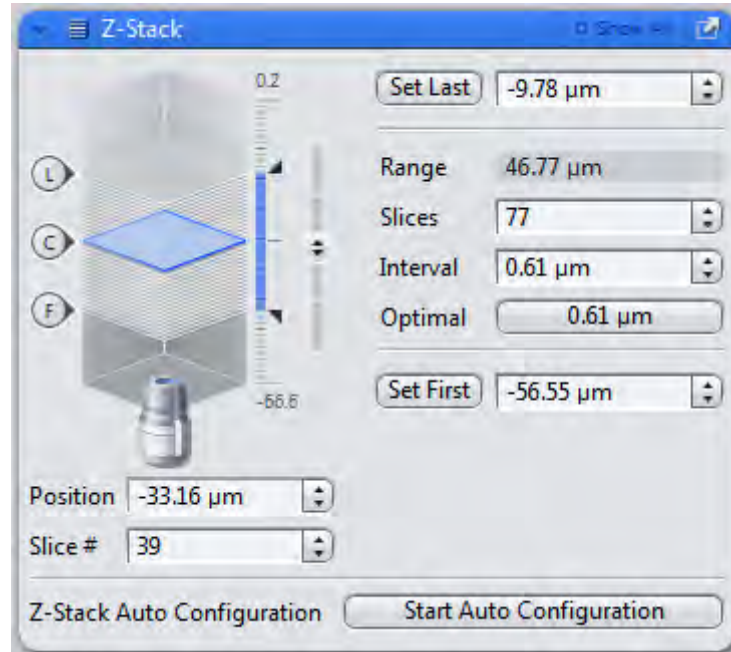 Z-Stack Show All
0.2
Set Last -9.78 µm
L
Range 46.77 µm
Slices 77
C
Interval 0.61 µm
F
Optimal 0.61 µm
-66.6
Set First -56.55 µm
Position -33.16 µm
Slice # 39
Z-Stack Auto Configuration Start Auto Configuration